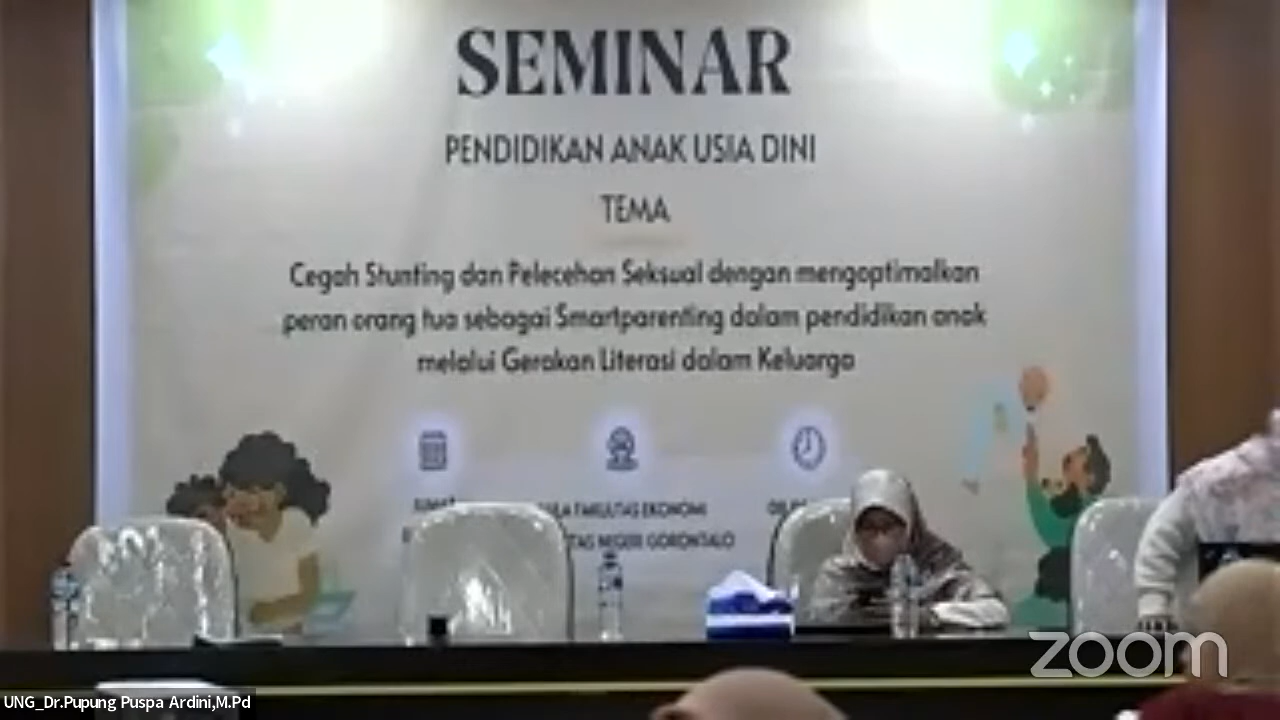 SEMINAR
PENDIDIKAN ANAK USIA DINI
TEMA
Cegah Stunting dan Pelecehan Seksual dengan mengoptimalkan
peran orang tua sebagai Smartparenting dalam pendidikan anak
melalui Gerakan Literasi dalam Keluarga
FAKULTAS EKONOMI
GORONTALO
zoom
UNG_Dr.Pupung Puspa Ardini,M.Pd